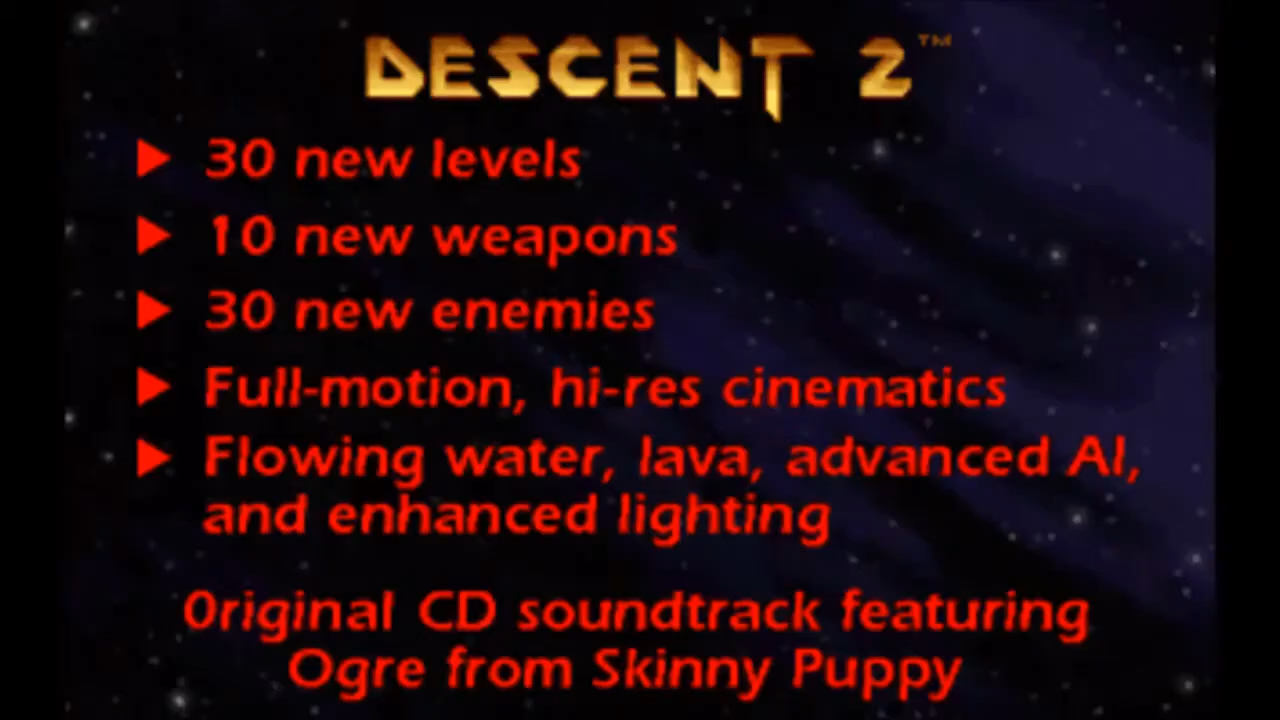 DESCENT 2™
▶ 30 new levels
▶ 10 new weapons
▶ 30 new enemies
▶ Full-motion, hi-res cinematics
▶ Flowing water, lava, advanced AI,
and enhanced lighting
Original CD soundtrack featuring
Ogre from Skinny Puppy